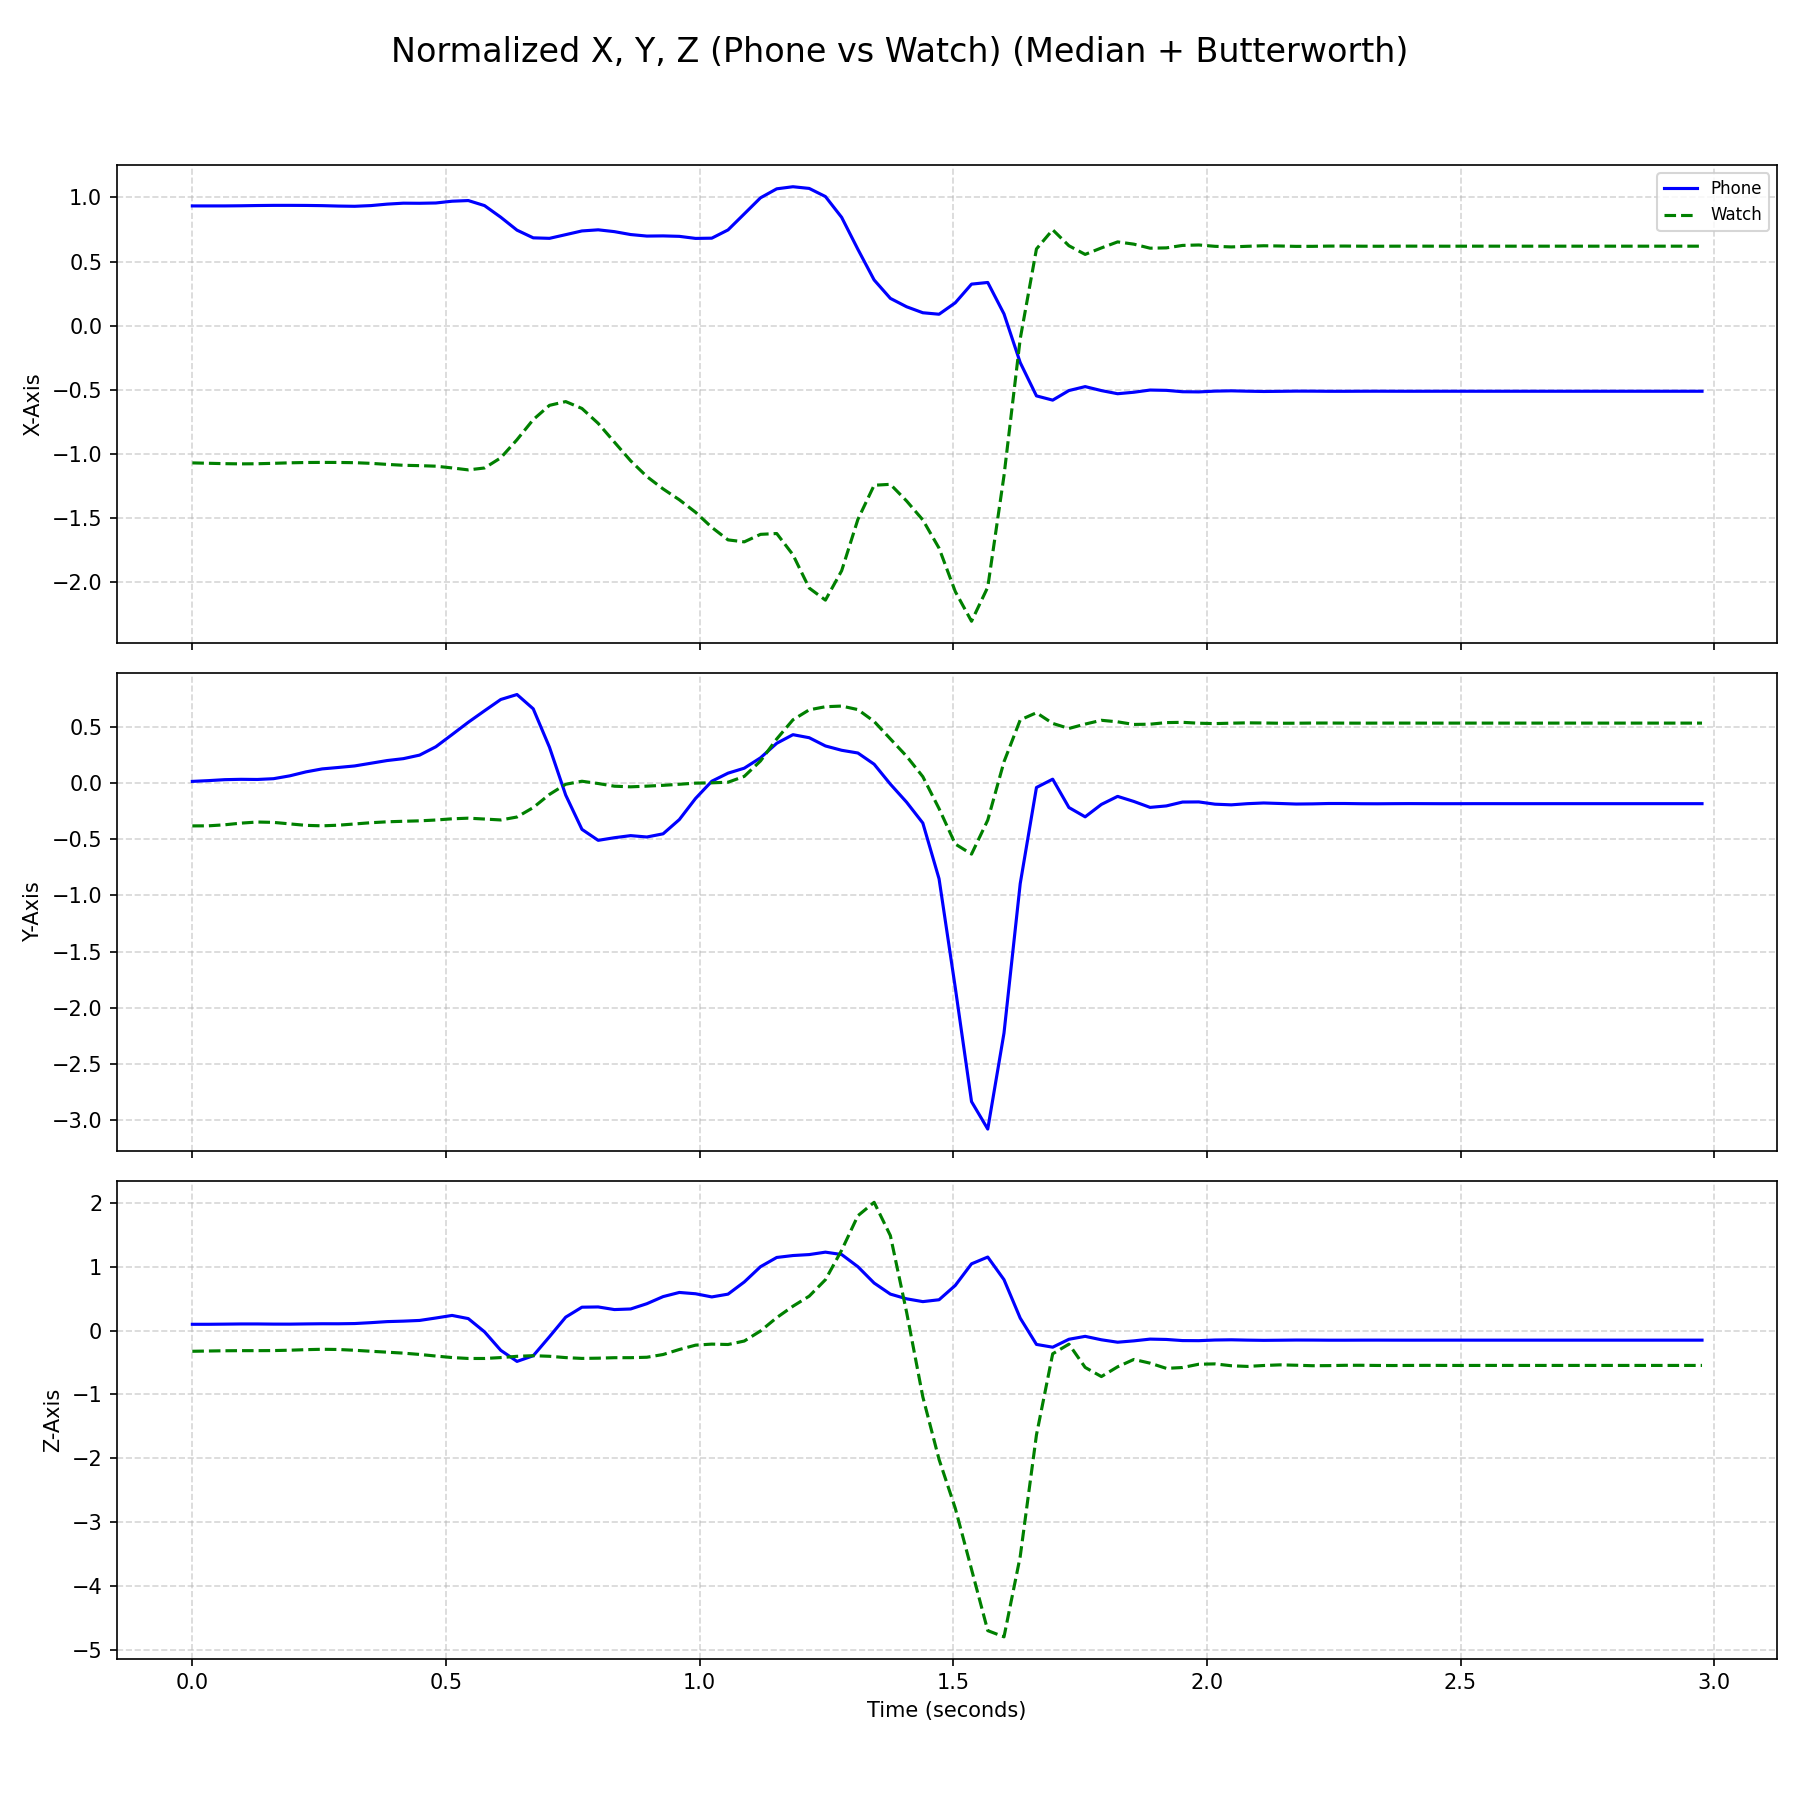 Normalized X, Y, Z (Phone vs Watch) (Median + Butterworth)
Phone
Watch
X-Axis
1.0
0.5
0.0
−0.5
−1.0
−1.5
−2.0
Y-Axis
0.5
0.0
−0.5
−1.0
−1.5
−2.0
−2.5
−3.0
Z-Axis
2
1
0
−1
−2
−3
−4
−5
0.0 0.5 1.0 1.5 2.0 2.5 3.0
Time (seconds)